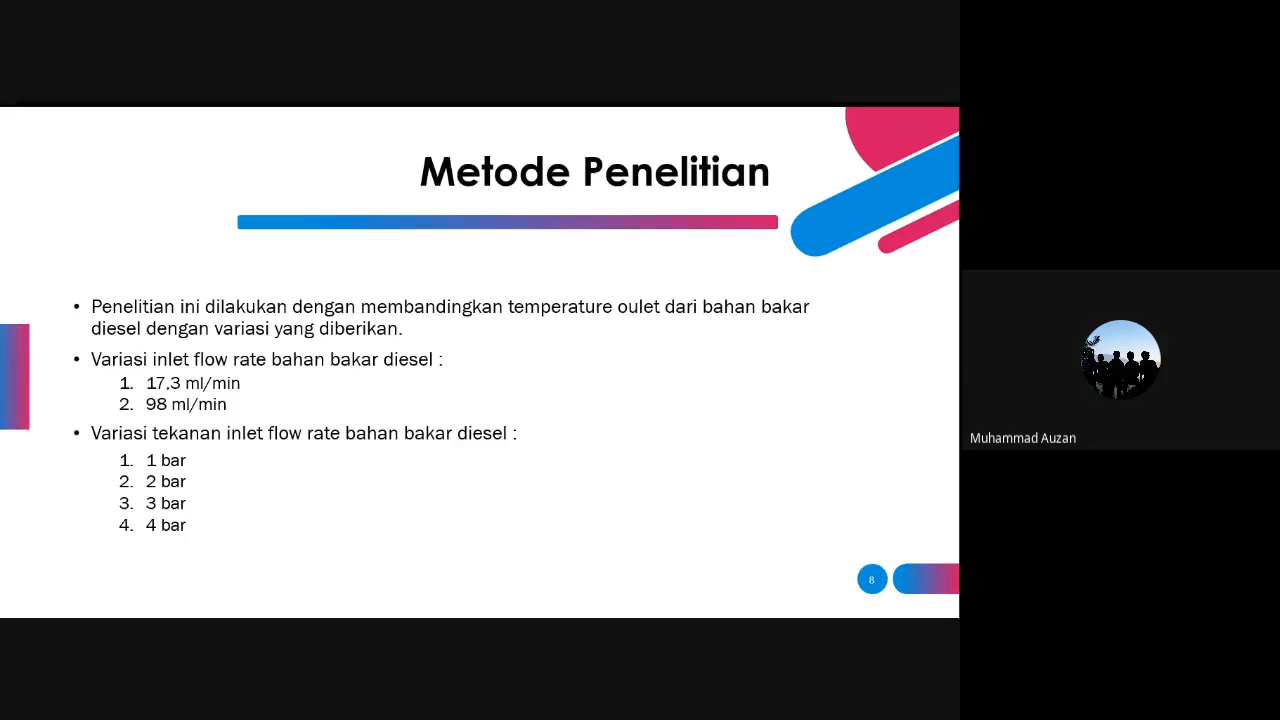 Metode Penelitian
• Penelitian ini dilakukan dengan membandingkan temperature oulet dari bahan bakar
diesel dengan variasi yang diberikan.
• Variasi inlet flow rate bahan bakar diesel :
1. 17,3 ml/min
2. 98 ml/min
• Variasi tekanan inlet flow rate bahan bakar diesel :
1. 1 bar
2. 2 bar
3. 3 bar
4. 4 bar
8
Muhammad Auzan